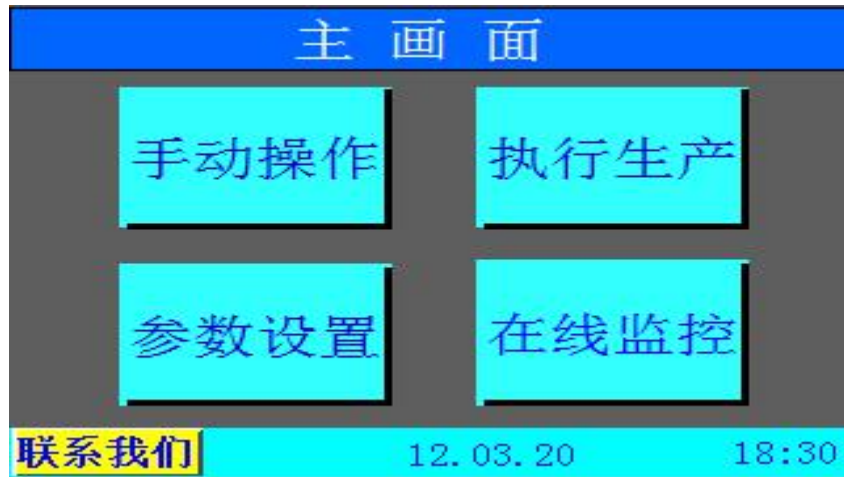 主 画 面
手动操作 执行生产
参数设置 在线监控
联系我们 12.03.20 18:30